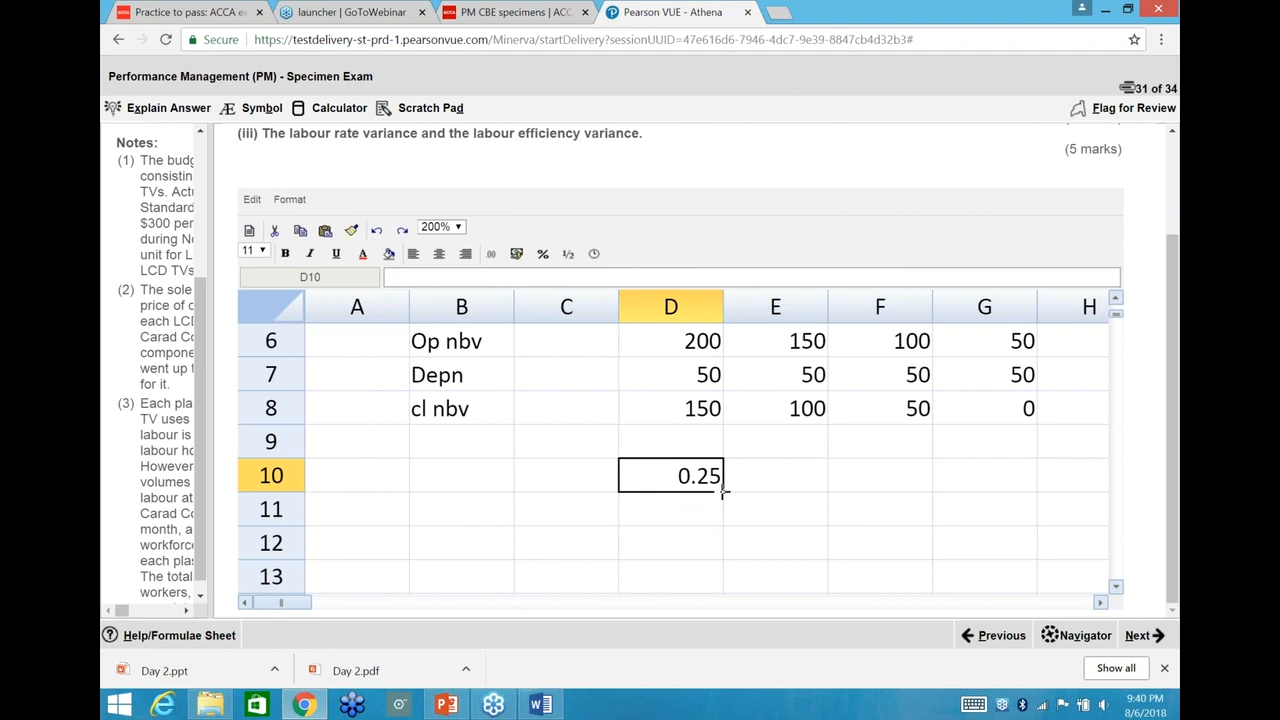 Practice to pass: ACCA ex
launcher | GoToWebinar
PM CBE specimens | ACC
Pearson VUE - Athena
Secure
https://testdelivery-st-prd-1.pearsonvue.com/Minerva/startDelivery?sessionUUID=47e616d6-7946-4dc7-9e39-8847cb4d32b3#
Performance Management (PM) - Specimen Exam
31 of 34
Explain Answer
Symbol
Calculator
Scratch Pad
Flag for Review
Notes:
(1) The budg
consistin
TVs. Actu
Standard
$300 per
during No
unit for L
LCD TVs
(2) The sole
price of c
each LCD
Carad Co
compone
went up f
for it.
(3) Each pla
TV uses
labour is
labour ho
However
volumes
labour at
Carad Co
month, a
workforce
each plas
The total
workers,
(iii) The labour rate variance and the labour efficiency variance.
(5 marks)
Edit Format
200%
11 B I U A .00 % 1/2
D10
A B C D E F G H
6 Op nbv 200 150 100 50
7 Depn 50 50 50 50
8 cl nbv 150 100 50 0
9
10 0.25
11
12
13
Help/Formulae Sheet
Previous
Navigator
Next
Day 2.ppt
Day 2.pdf
Show all
9:40 PM
8/6/2018